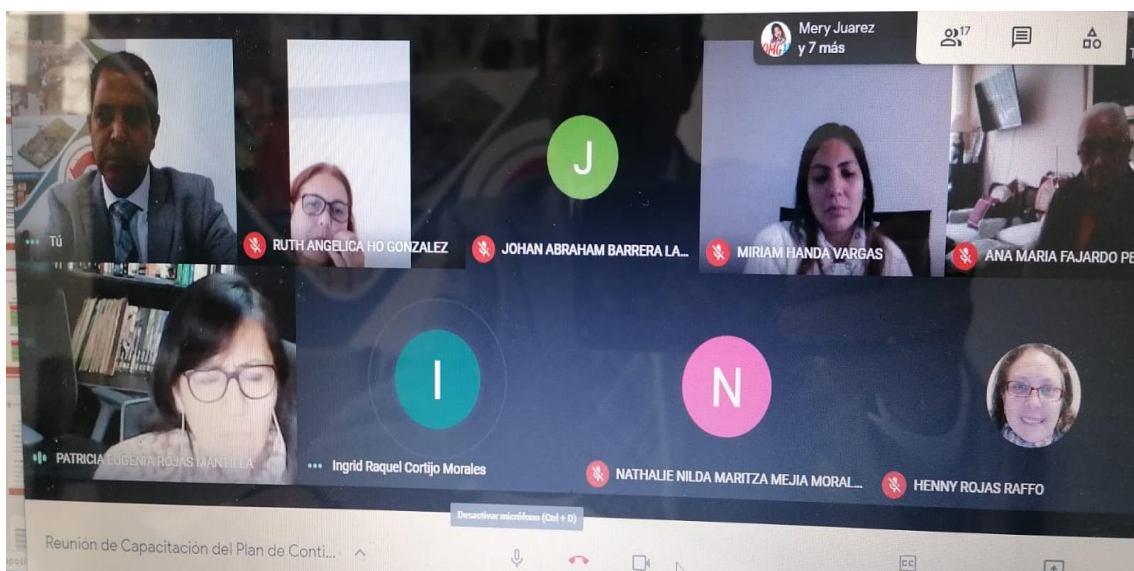 Mery Juarez
y 7 más
17
Tú
RUTH ANGELICA HO GONZALEZ
J
JOHAN ABRAHAM BARRERA LA...
MIRIAM HANDA VARGAS
ANA MARIA FAJARDO PE
PATRICIA EUGENIA ROJAS MANTILLA
I
Ingrid Raquel Cortijo Morales
N
NATHALIE NILDA MARITZA MEJIA MORAL...
HENNY ROJAS RAFFO
Desactivar micrófono (Ctrl + D)
Reunión de Capacitación del Plan de Conti...
CC